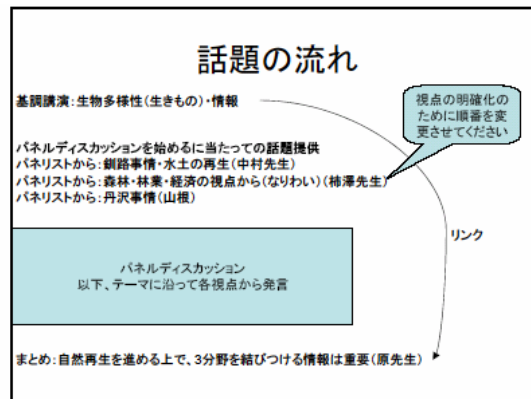 話題の流れ
基調講演:生物多様性(生きもの)・情報
視点の明確化の
ために順番を変
更させてください
パネルディスカッションを始めるに当たっての話題提供
パネリストから:釧路事情・水土の再生(中村先生)
パネリストから:森林・林業・経済の視点から(なりわい)(柿澤先生)
パネリストから:丹沢事情(山根)
リンク
パネルディスカッション
以下、テーマに沿って各視点から発言
まとめ:自然再生を進める上で、3分野を結びつける情報は重要(原先生)